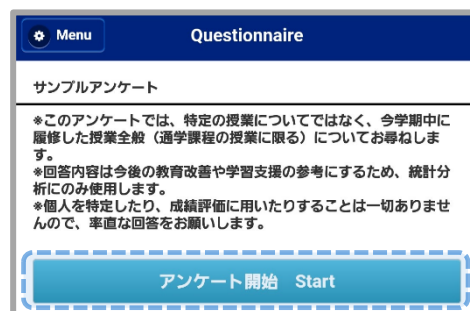 Menu
Questionnaire
サンプルアンケート
※このアンケートでは、特定の授業についてではなく、今学期中に
履修した授業全般（通学課程の授業に限る）についてお尋ねしま
す。
※回答内容は今後の教育改善や学習支援の参考にするため、統計分
析にのみ使用します。
※個人を特定したり、成績評価に用いたりすることは一切ありませ
んので、率直な回答をお願いします。
アンケート開始　Start